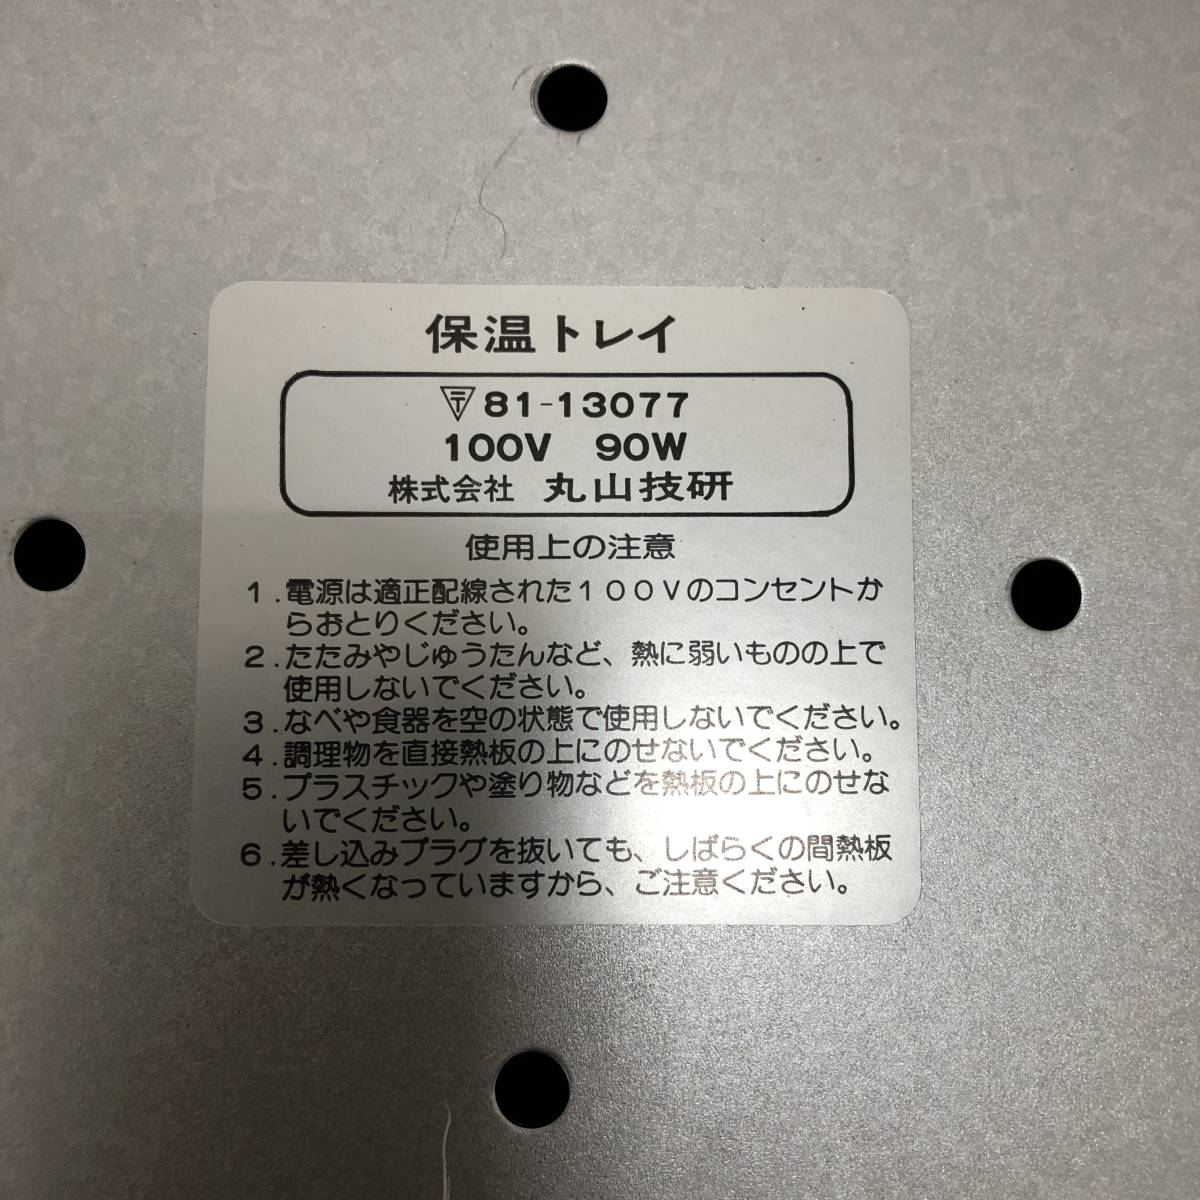 保温トレイ
81-13077
100V 90W
株式会社 丸山技研
使用上の注意
1.電源は適正配線された100Vのコンセントか
らおとりください。
2.たたみやじゅうたんなど、熱に弱いものの上で
使用しないでください。
3.なべや食器を空の状態で使用しないでください。
4.調理物を直接熱板の上にのせないでください。
5.プラスチックや塗り物などを熱板の上にのせな
いでください。
6.差し込みプラグを抜いても、しばらくの間熱板
が熱くなっていますから、ご注意ください。